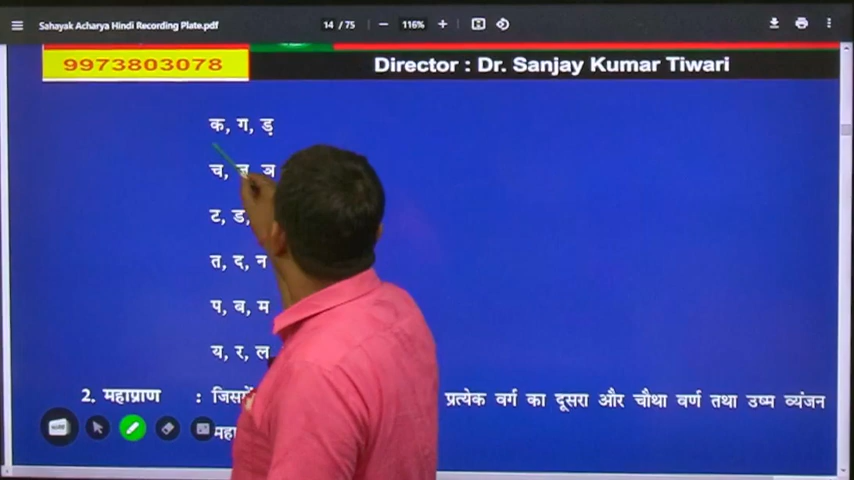 Sahayak Acharya Hindi Recording Plate.pdf
14 / 75
116%
9973803078
Director : Dr. Sanjay Kumar Tiwari
क, ग, ड़
च, ज, ञ
ट, ड,
त, द, न
प, ब, म
य, र, ल
2. महाप्राण : प्रत्येक वर्ग का दूसरा और चौथा वर्ण तथा उष्म व्यंजन